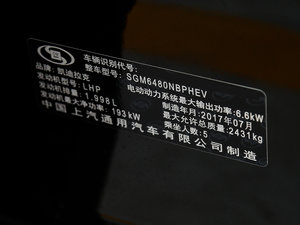 车辆识别代号:
整车型号: SGM6480NBPHEV
品牌: 凯迪拉克
发动机型号: LHP
电动动力系统最大输出功率: 6.6kW
发动机排量: 1.998L
制造年月: 2017年07月
发动机最大净功率: 193kW
最大允许总质量: 2431kg
乘坐人数: 5
中国上汽通用汽车有限公司制造